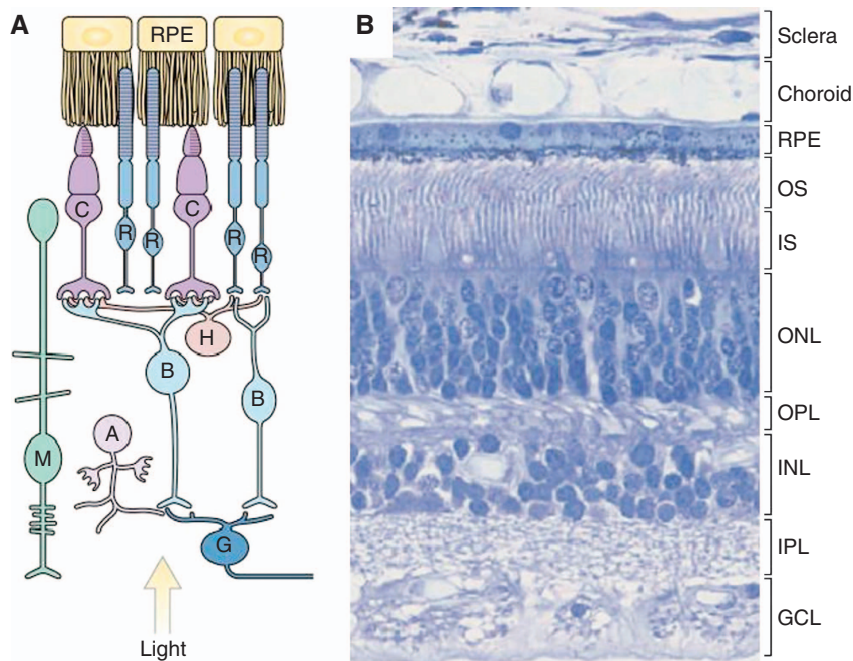 A
RPE
C
C
R
R
R
R
H
B
B
A
M
G
Light
B
Sclera
Choroid
RPE
OS
IS
ONL
OPL
INL
IPL
GCL